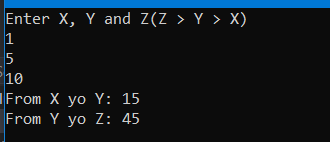 Enter X, Y and Z(Z > Y > X)
1
5
10
From X yo Y: 15
From Y yo Z: 45